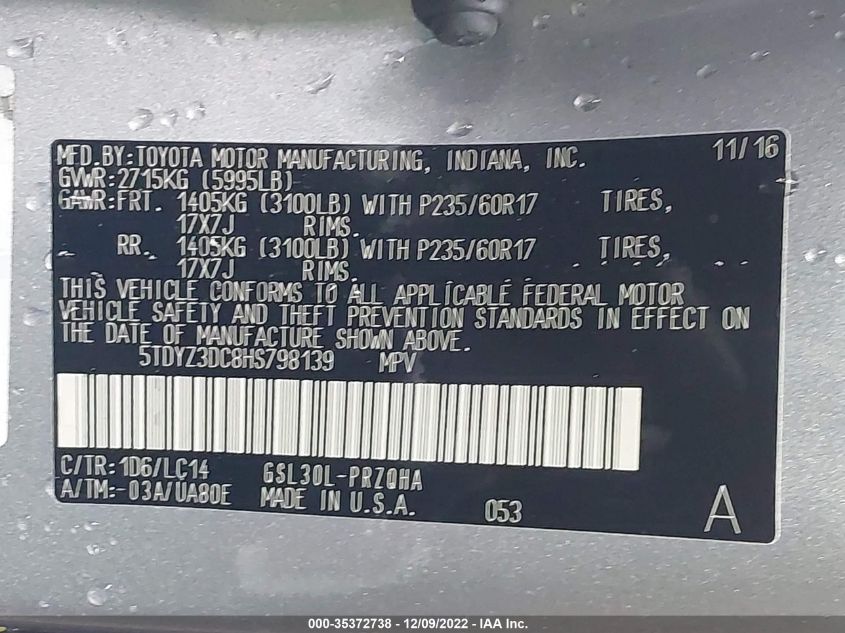 MFD.BY:TOYOTA MOTOR MANUFACTURING, INDIANA, INC. 11/16
GVWR:2715KG (5995LB)
GAWR:FRT. 1405KG (3100LB) WITH P235/60R17 TIRES,
17X7J RIMS.
RR. 1405KG (3100LB) WITH P235/60R17 TIRES,
17X7J RIMS.
THIS VEHICLE CONFORMS TO ALL APPLICABLE FEDERAL MOTOR
VEHICLE SAFETY AND THEFT PREVENTION STANDARDS IN EFFECT ON
THE DATE OF MANUFACTURE SHOWN ABOVE.
5TDYZ3DC8HS798139 MPV
C/TR:1D6/LC14 GSL30L-PRZQHA
A/TM:-03A/UA80E MADE IN U.S.A. 053 A
000-35372738 - 12/09/2022 - IAA Inc.